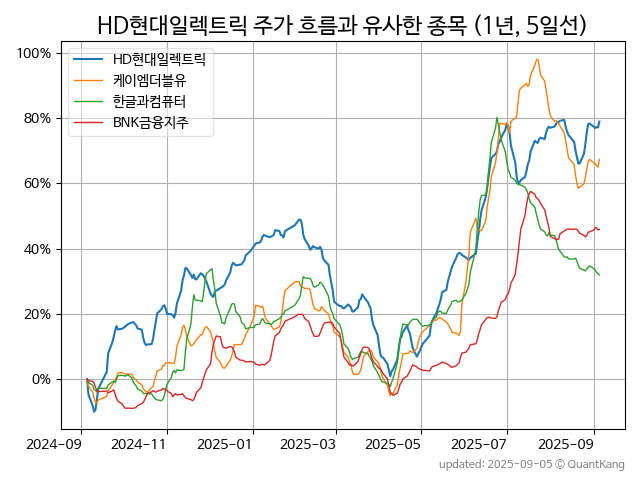 HD현대일렉트릭 주가 흐름과 유사한 종목 (1년, 5일선)
HD현대일렉트릭
케이엠더블유
한글과컴퓨터
BNK금융지주
100%
80%
60%
40%
20%
0%
2024-09
2024-11
2025-01
2025-03
2025-05
2025-07
2025-09
updated: 2025-09-05 © QuantKang